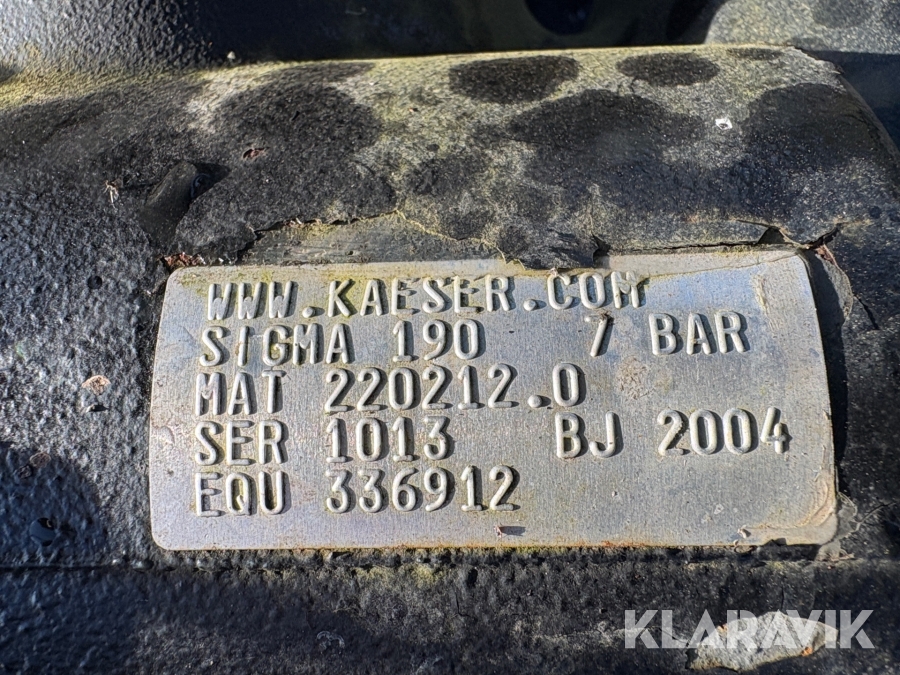 WWW.KAESER.COM
SIGMA 190 7 BAR
MAT 220212.0
SER 1013 BJ 2004
EQU 336912
KLARAVIK